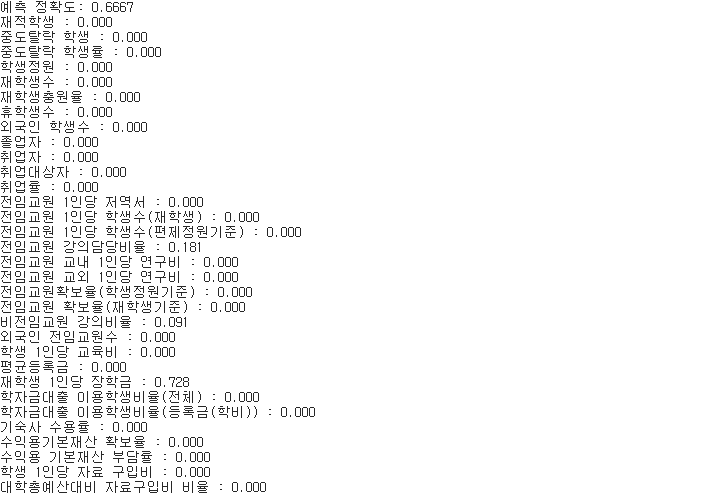 예측 정확도: 0.6667
재적학생 : 0.000
중도탈락 학생 : 0.000
중도탈락 학생률 : 0.000
학생정원 : 0.000
재학생수 : 0.000
재학생충원율 : 0.000
휴학생수 : 0.000
외국인 학생수 : 0.000
졸업자 : 0.000
취업자 : 0.000
취업대상자 : 0.000
취업률 : 0.000
전임교원 1인당 저역서 : 0.000
전임교원 1인당 학생수(재학생) : 0.000
전임교원 1인당 학생수(편제정원기준) : 0.000
전임교원 강의담당비율 : 0.181
전임교원 교내 1인당 연구비 : 0.000
전임교원 교외 1인당 연구비 : 0.000
전임교원확보율(학생정원기준) : 0.000
전임교원 확보율(재학생기준) : 0.000
비전임교원 강의비율 : 0.091
외국인 전임교원수 : 0.000
학생 1인당 교육비 : 0.000
평균등록금 : 0.000
재학생 1인당 장학금 : 0.728
학자금대출 이용학생비율(전체) : 0.000
학자금대출 이용학생비율(등록금(학비)) : 0.000
기숙사 수용률 : 0.000
수익용기본재산 확보율 : 0.000
수익용 기본재산 부담률 : 0.000
학생 1인당 자료 구입비 : 0.000
대학총예산대비 자료구입비 비율 : 0.000